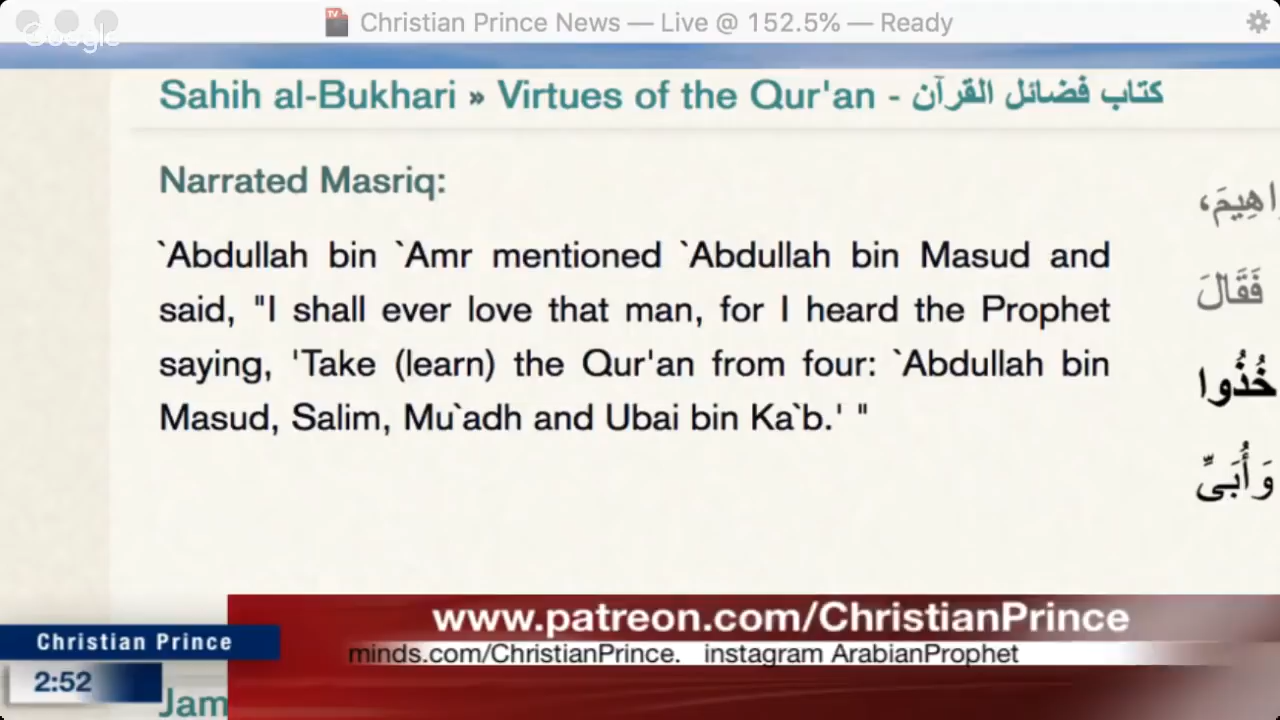 Christian Prince News — Live @ 152.5% — Ready
Google
Sahih al-Bukhari » Virtues of the Qur'an - كتاب فضائل القرآن
Narrated Masriq:
`Abdullah bin `Amr mentioned `Abdullah bin Masud and
said, "I shall ever love that man, for I heard the Prophet
saying, 'Take (learn) the Qur'an from four: `Abdullah bin
Masud, Salim, Mu`adh and Ubai bin Ka`b.' "
فَقَالَ
خُذُوا
وَأُبَىِّ
www.patreon.com/ChristianPrince
Christian Prince
minds.com/ChristianPrince. instagram ArabianProphet
2:52